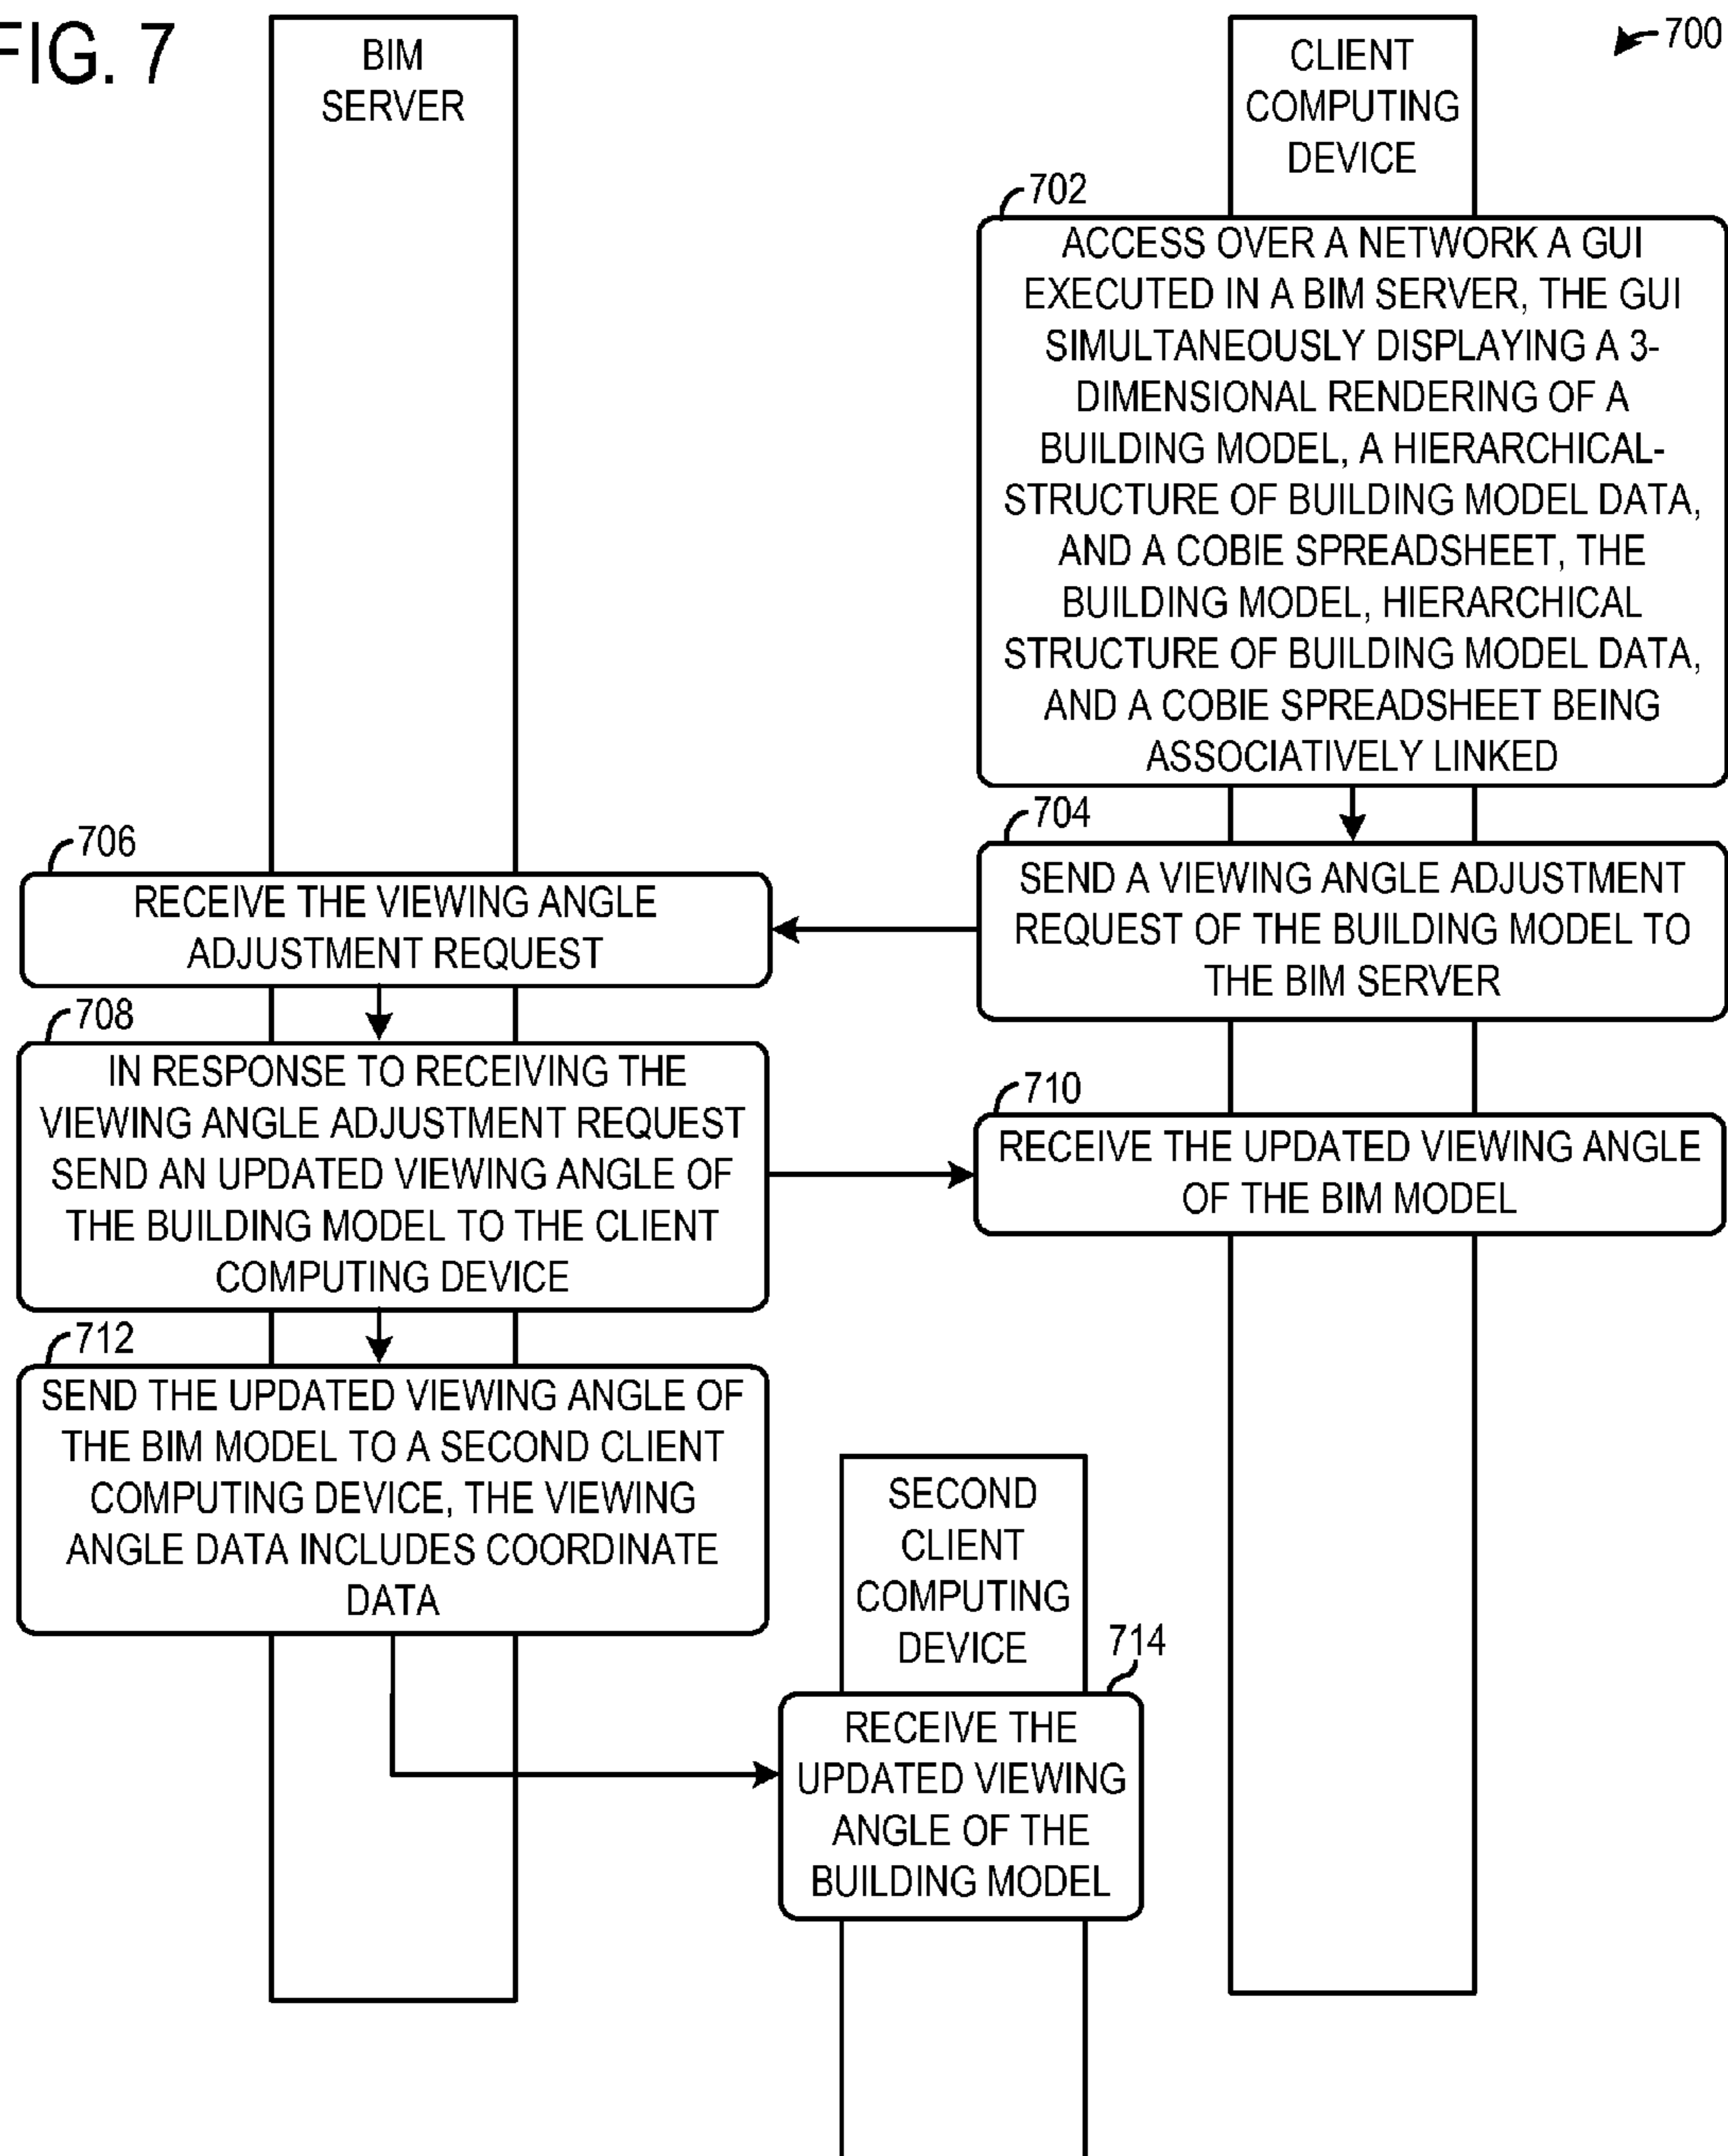 FIG. 7
700
BIM
SERVER
CLIENT
COMPUTING
DEVICE
702
ACCESS OVER A NETWORK A GUI
EXECUTED IN A BIM SERVER, THE GUI
SIMULTANEOUSLY DISPLAYING A 3-
DIMENSIONAL RENDERING OF A
BUILDING MODEL, A HIERARCHICAL-
STRUCTURE OF BUILDING MODEL DATA,
AND A COBIE SPREADSHEET, THE
BUILDING MODEL, HIERARCHICAL
STRUCTURE OF BUILDING MODEL DATA,
AND A COBIE SPREADSHEET BEING
ASSOCIATIVELY LINKED
704
SEND A VIEWING ANGLE ADJUSTMENT
REQUEST OF THE BUILDING MODEL TO
THE BIM SERVER
706
RECEIVE THE VIEWING ANGLE
ADJUSTMENT REQUEST
708
IN RESPONSE TO RECEIVING THE
VIEWING ANGLE ADJUSTMENT REQUEST
SEND AN UPDATED VIEWING ANGLE OF
THE BUILDING MODEL TO THE CLIENT
COMPUTING DEVICE
710
RECEIVE THE UPDATED VIEWING ANGLE
OF THE BIM MODEL
712
SEND THE UPDATED VIEWING ANGLE OF
THE BIM MODEL TO A SECOND CLIENT
COMPUTING DEVICE, THE VIEWING
ANGLE DATA INCLUDES COORDINATE
DATA
SECOND
CLIENT
COMPUTING
DEVICE
714
RECEIVE THE
UPDATED VIEWING
ANGLE OF THE
BUILDING MODEL